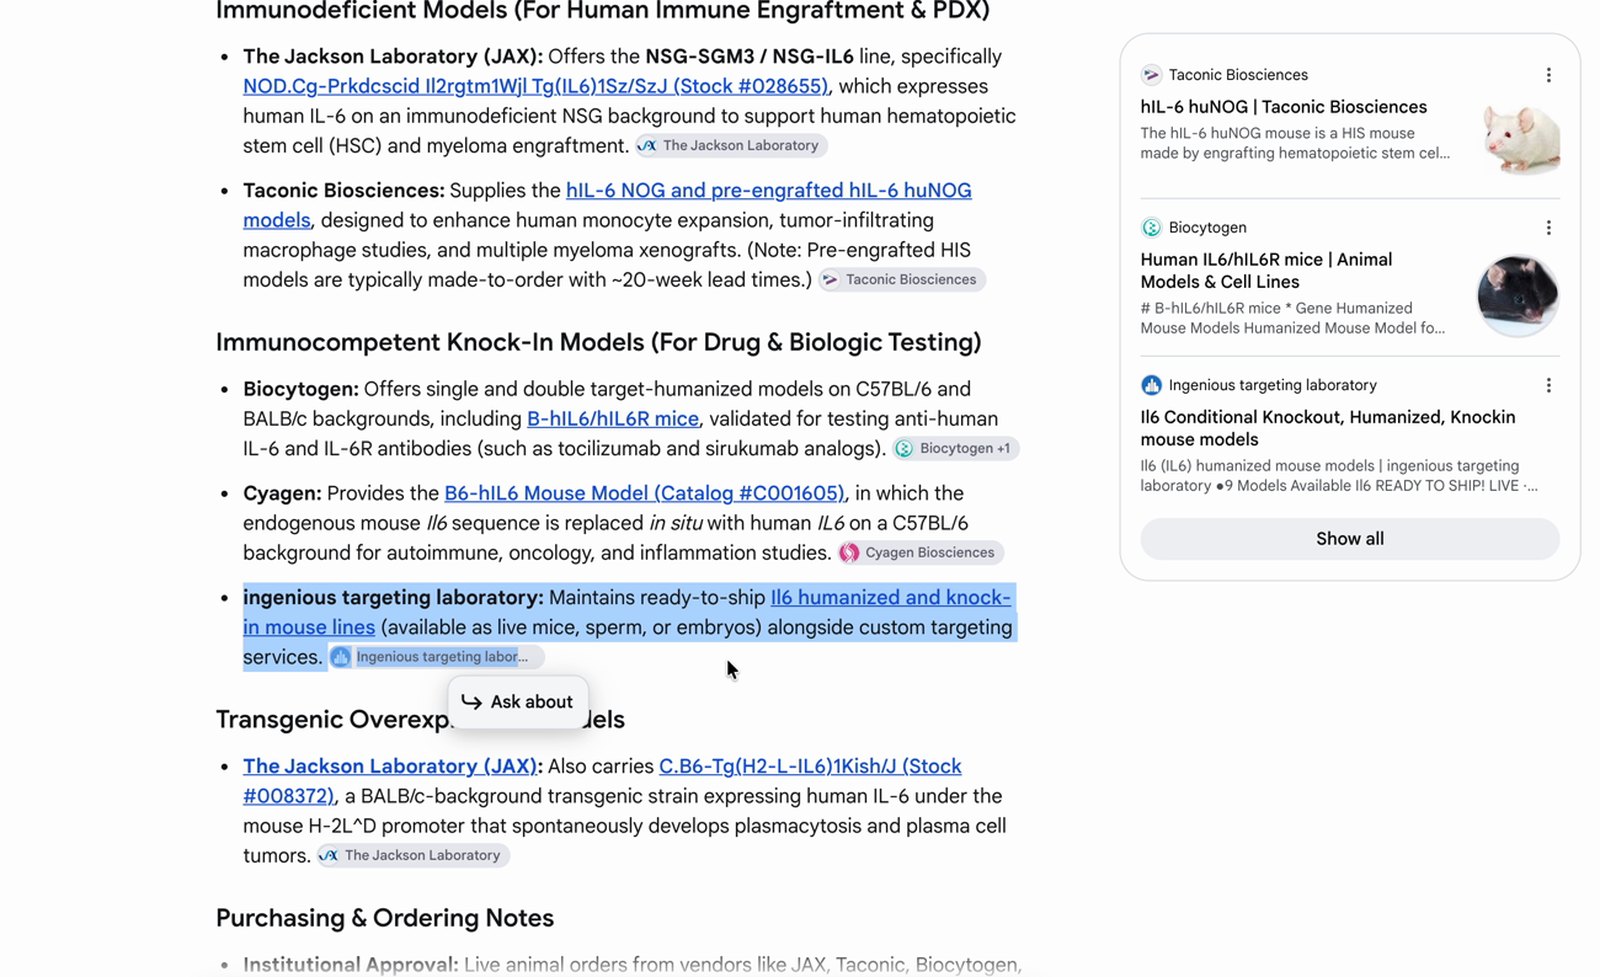 Immunodeficient Models (For Human Immune Engraftment & PDX)
• The Jackson Laboratory (JAX): Offers the NSG-SGM3 / NSG-IL6 line, specifically
NOD.Cg-Prkdcscid Il2rgtm1Wjl Tg(IL6)1Sz/SzJ (Stock #028655), which expresses
human IL-6 on an immunodeficient NSG background to support human hematopoietic
stem cell (HSC) and myeloma engraftment. The Jackson Laboratory
• Taconic Biosciences: Supplies the hIL-6 NOG and pre-engrafted hIL-6 huNOG
models, designed to enhance human monocyte expansion, tumor-infiltrating
macrophage studies, and multiple myeloma xenografts. (Note: Pre-engrafted HIS
models are typically made-to-order with ~20-week lead times.) Taconic Biosciences
Immunocompetent Knock-In Models (For Drug & Biologic Testing)
• Biocytogen: Offers single and double target-humanized models on C57BL/6 and
BALB/c backgrounds, including B-hIL6/hIL6R mice, validated for testing anti-human
IL-6 and IL-6R antibodies (such as tocilizumab and sirukumab analogs). Biocytogen +1
• Cyagen: Provides the B6-hIL6 Mouse Model (Catalog #C001605), in which the
endogenous mouse Il6 sequence is replaced in situ with human IL6 on a C57BL/6
background for autoimmune, oncology, and inflammation studies. Cyagen Biosciences
• ingenious targeting laboratory: Maintains ready-to-ship Il6 humanized and knock-
in mouse lines (available as live mice, sperm, or embryos) alongside custom targeting
services. Ingenious targeting labor...
Ask about
Transgenic Overexp dels
• The Jackson Laboratory (JAX): Also carries C.B6-Tg(H2-L-IL6)1Kish/J (Stock
#008372), a BALB/c-background transgenic strain expressing human IL-6 under the
mouse H-2L^D promoter that spontaneously develops plasmacytosis and plasma cell
tumors. The Jackson Laboratory
Purchasing & Ordering Notes
• Institutional Approval: Live animal orders from vendors like JAX, Taconic, Biocytogen,
Taconic Biosciences
hIL-6 huNOG | Taconic Biosciences
The hIL-6 huNOG mouse is a HIS mouse
made by engrafting hematopoietic stem cel...
Biocytogen
Human IL6/hIL6R mice | Animal
Models & Cell Lines
# B-hIL6/hIL6R mice * Gene Humanized
Mouse Models Humanized Mouse Model fo...
Ingenious targeting laboratory
Il6 Conditional Knockout, Humanized, Knockin
mouse models
Il6 (IL6) humanized mouse models | ingenious targeting
laboratory ●9 Models Available Il6 READY TO SHIP! LIVE ·...
Show all